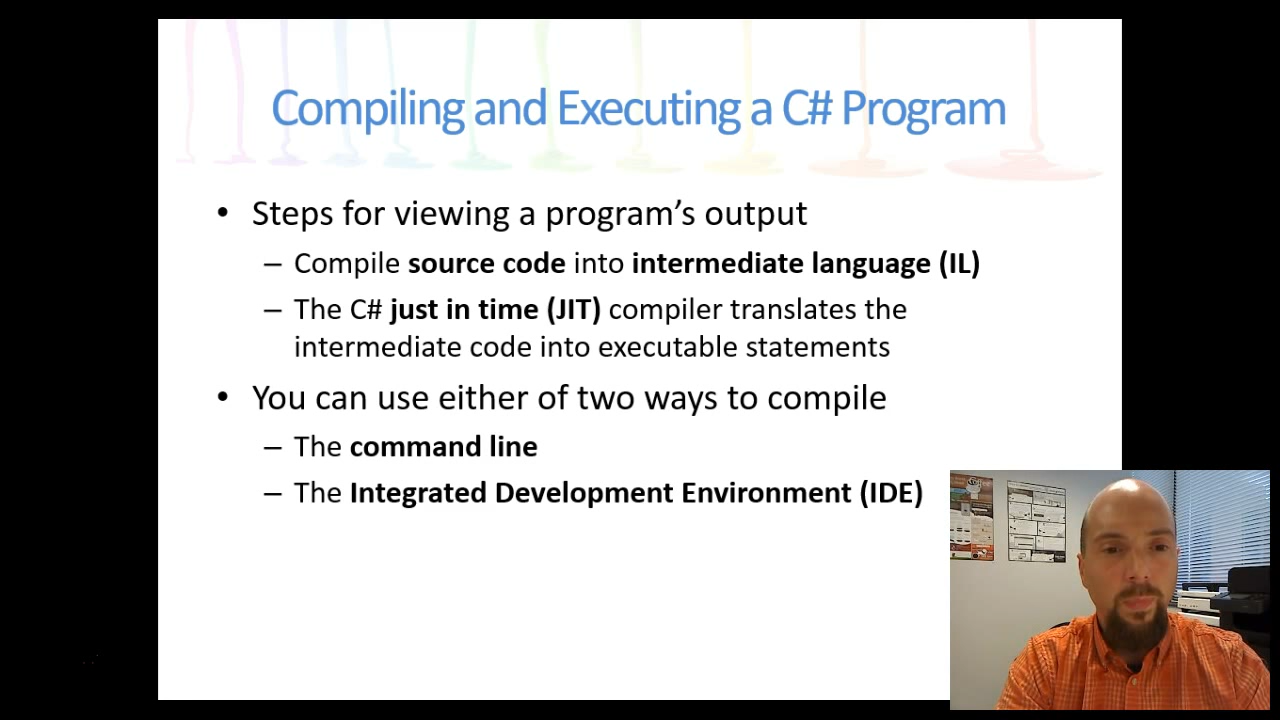 Compiling and Executing a C# Program
• Steps for viewing a program’s output
– Compile source code into intermediate language (IL)
– The C# just in time (JIT) compiler translates the
intermediate code into executable statements
• You can use either of two ways to compile
– The command line
– The Integrated Development Environment (IDE)